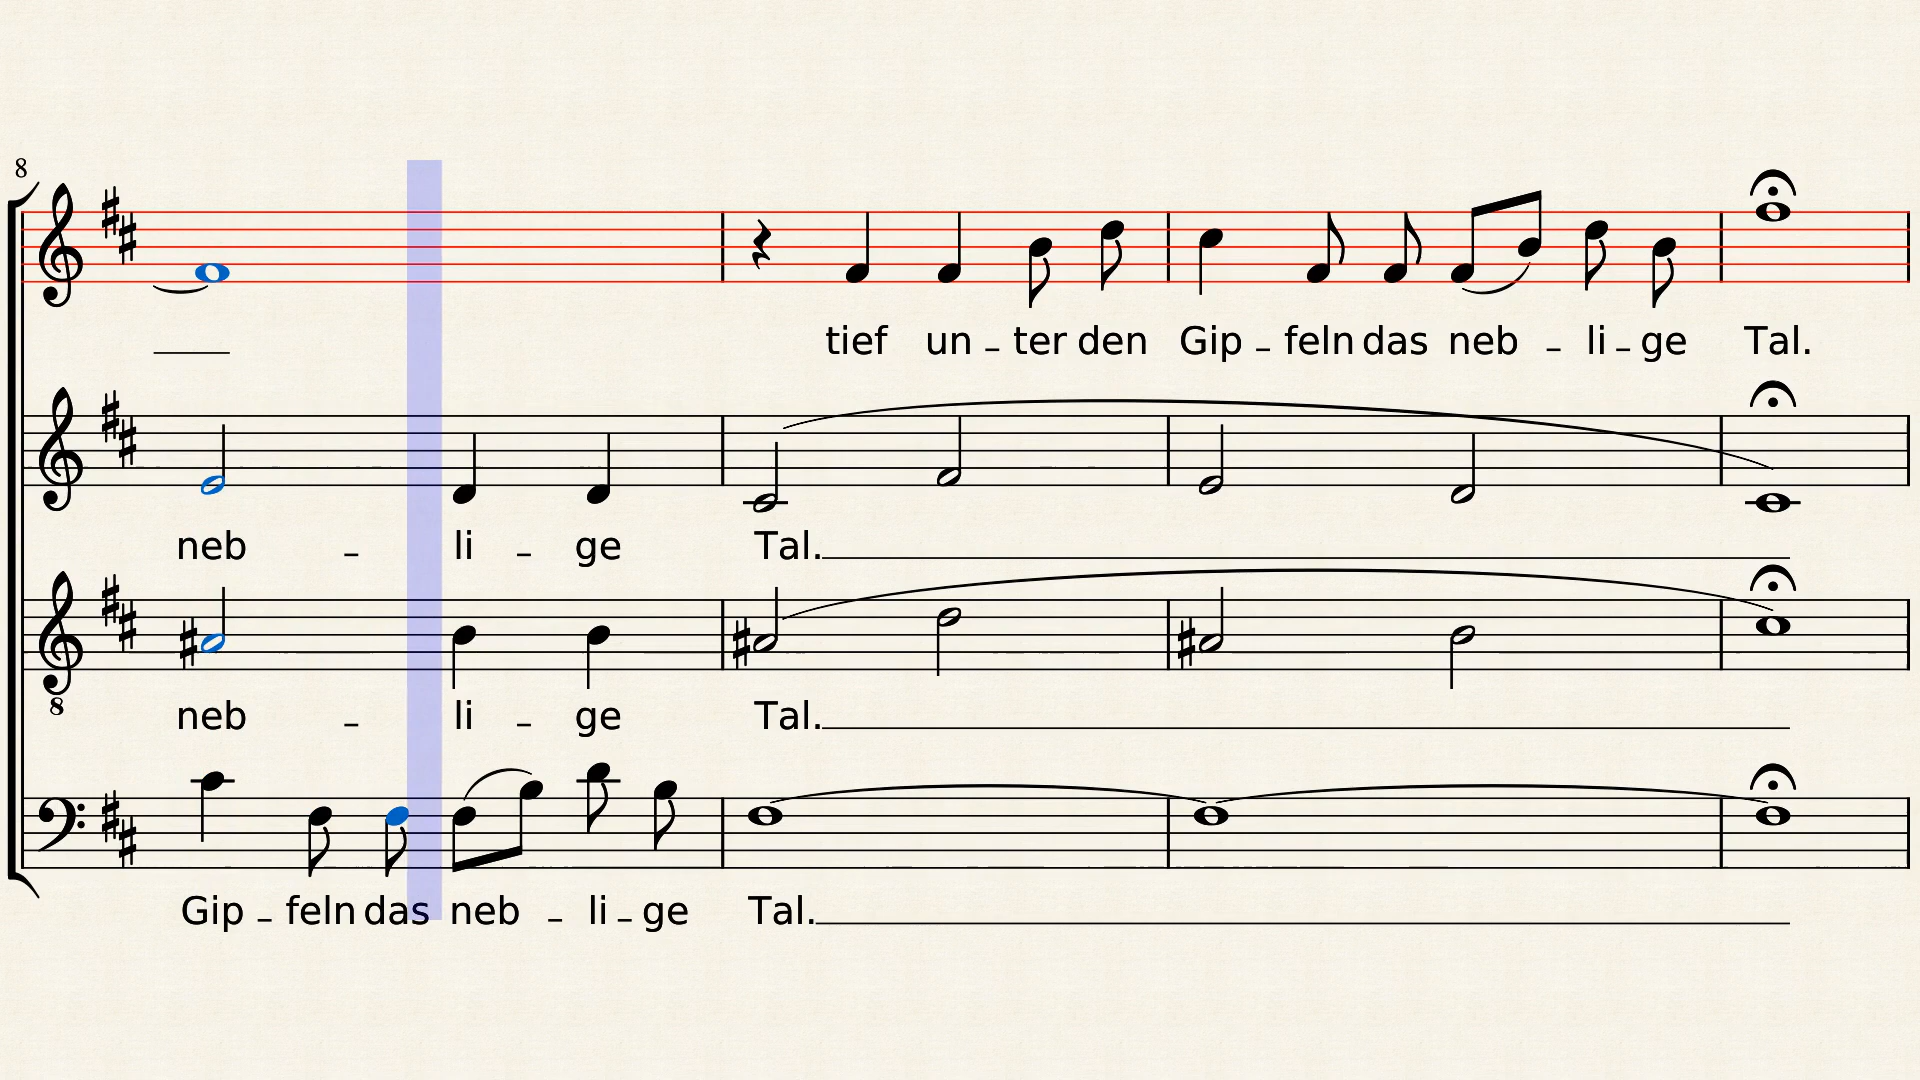 8
tief un - ter den Gip - feln das neb - li - ge Tal.
neb - li - ge Tal.
8
neb - li - ge Tal.
Gip - feln das neb - li - ge Tal.